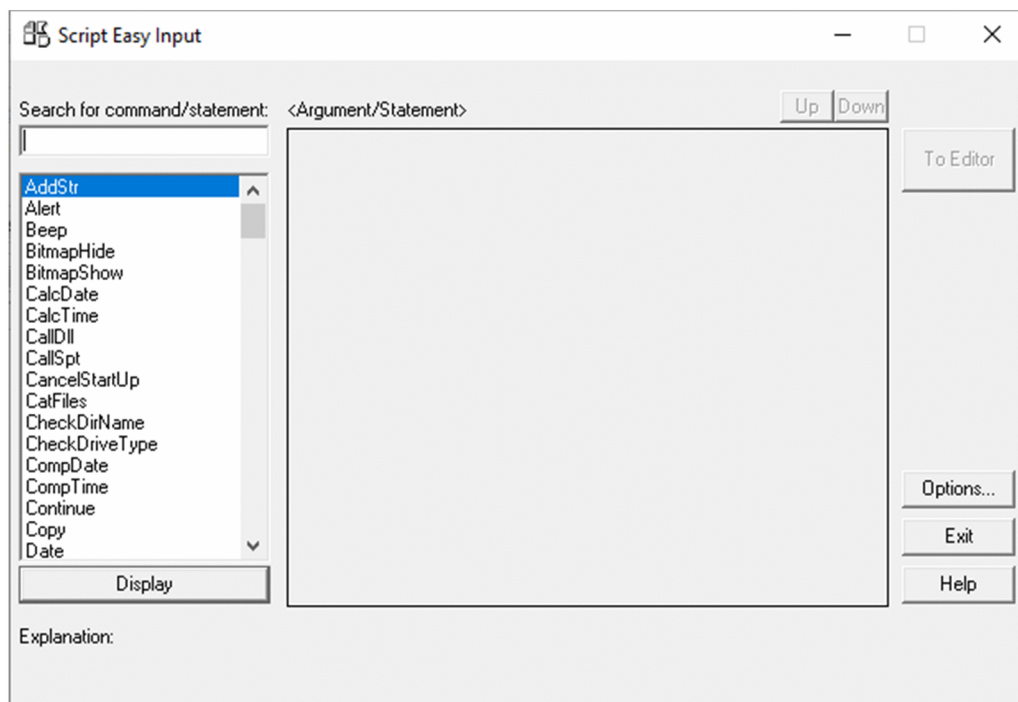 Script Easy Input
Search for command/statement:
<Argument/Statement>
Up
Down
To Editor
AddStr
Alert
Beep
BitmapHide
BitmapShow
CalcDate
CalcTime
CallDll
CallSpt
CancelStartUp
CatFiles
CheckDirName
CheckDriveType
CompDate
CompTime
Continue
Copy
Date
Display
Options...
Exit
Help
Explanation: